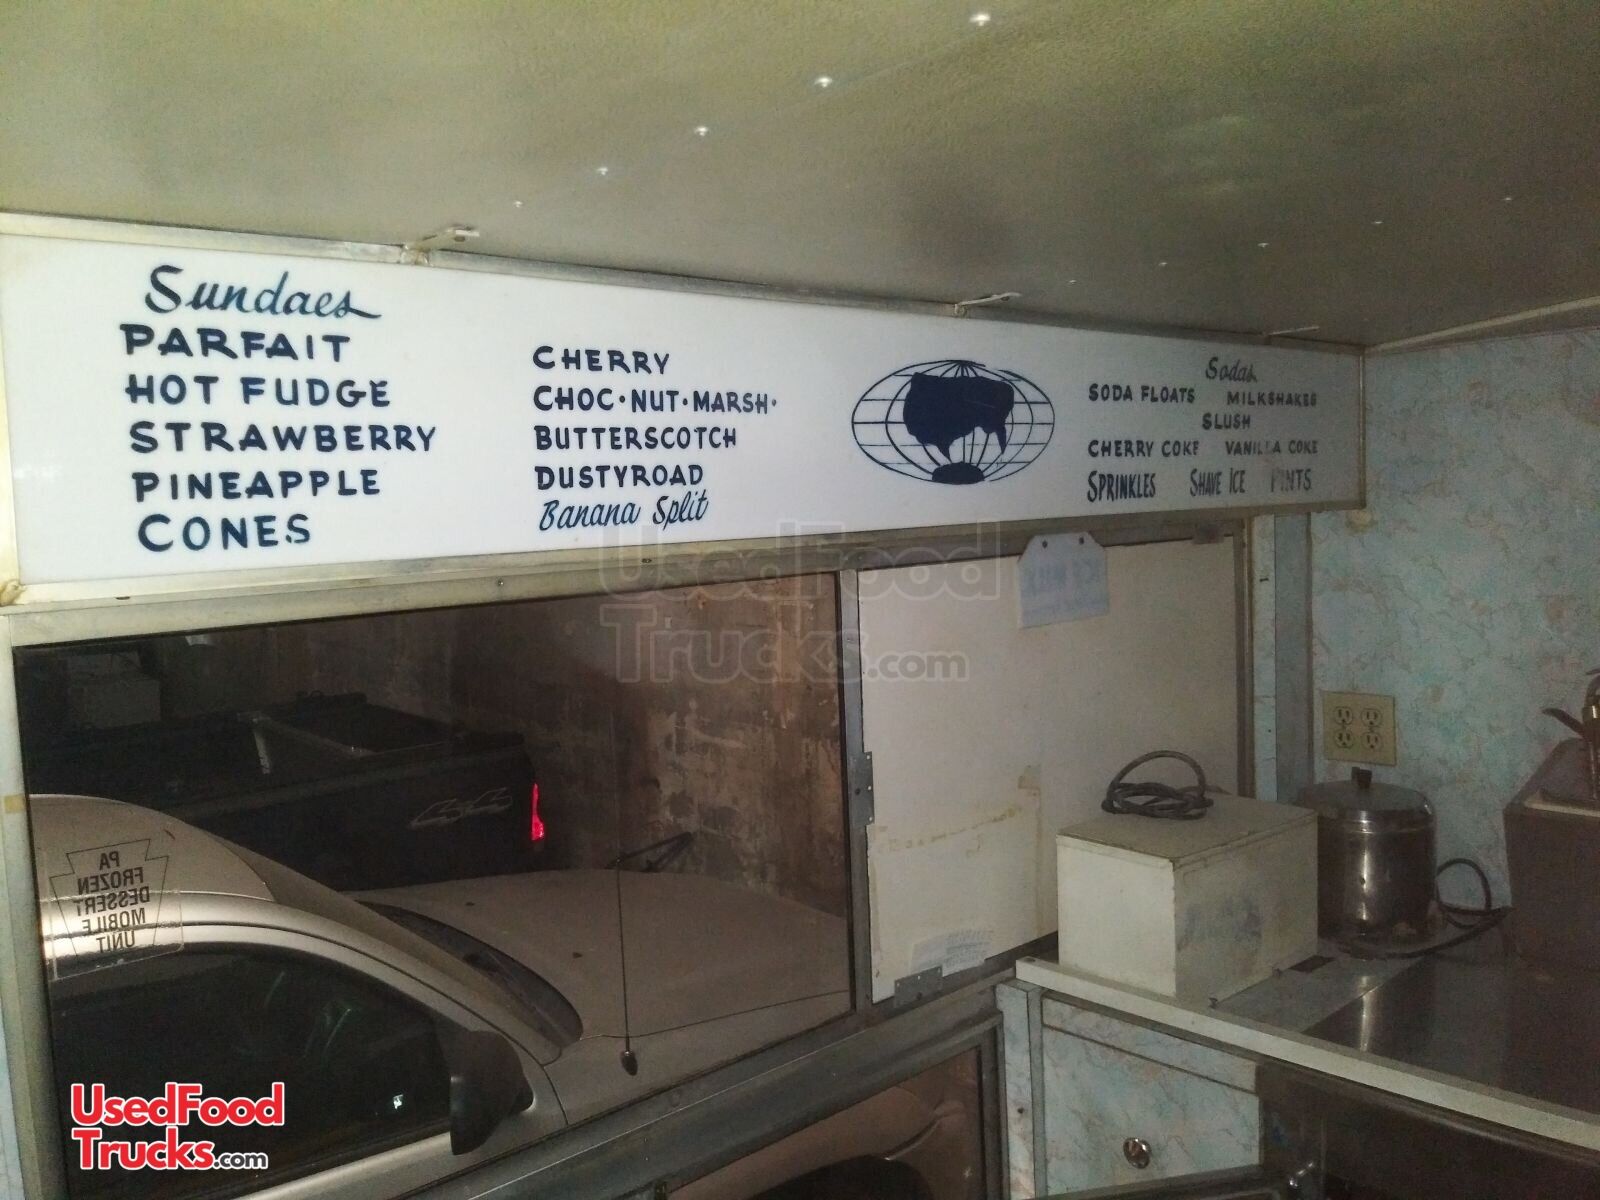 Sundaes
PARFAIT
HOT FUDGE
STRAWBERRY
PINEAPPLE
CONES
CHERRY
CHOC·NUT·MARSH·
BUTTERSCOTCH
DUSTYROAD
Banana Split
Sodas
SODA FLOATS MILKSHAKES
SLUSH
CHERRY COKE VANILLA COKE
SPRINKLES SHAVE ICE PINTS
UsedFood
Trucks.com
PA
FROZEN
DESSERT
MOBILE
UNIT
UsedFood
Trucks.com